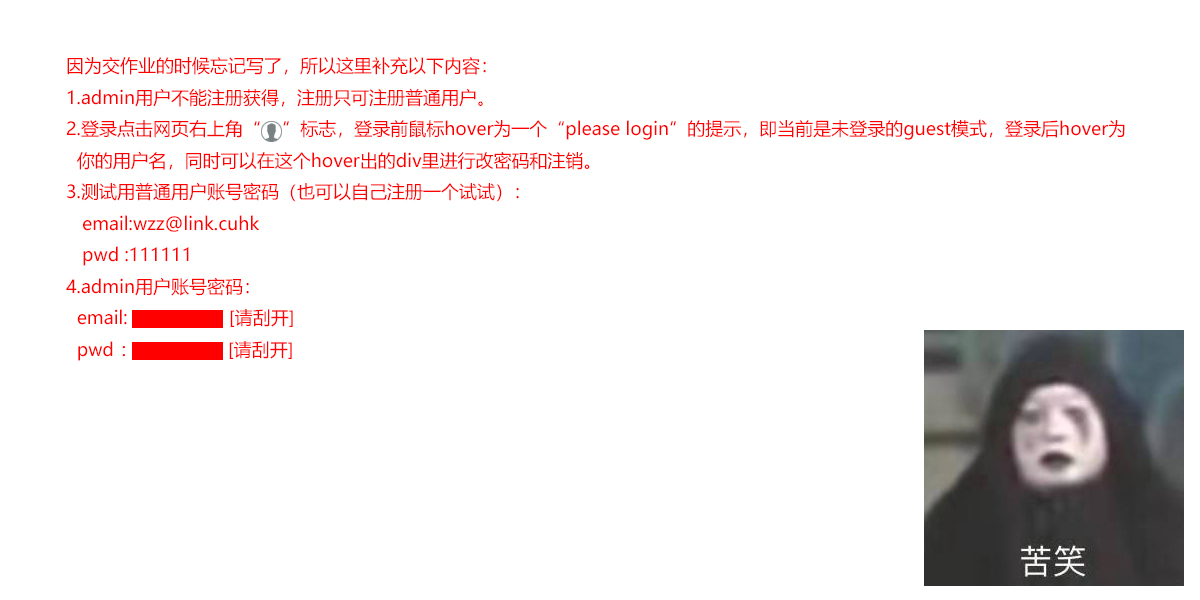 因为交作业的时候忘记写了，所以这里补充以下内容：
1.admin用户不能注册获得，注册只可注册普通用户。
2.登录点击网页右上角“”标志，登录前鼠标hover为一个“please login”的提示，即当前是未登录的guest模式，登录后hover为
你的用户名，同时可以在这个hover出的div里进行改密码和注销。
3.测试用普通用户账号密码（也可以自己注册一个试试）：
email:wzz@link.cuhk
pwd :111111
4.admin用户账号密码：
email: [请刮开]
pwd : [请刮开]
苦笑